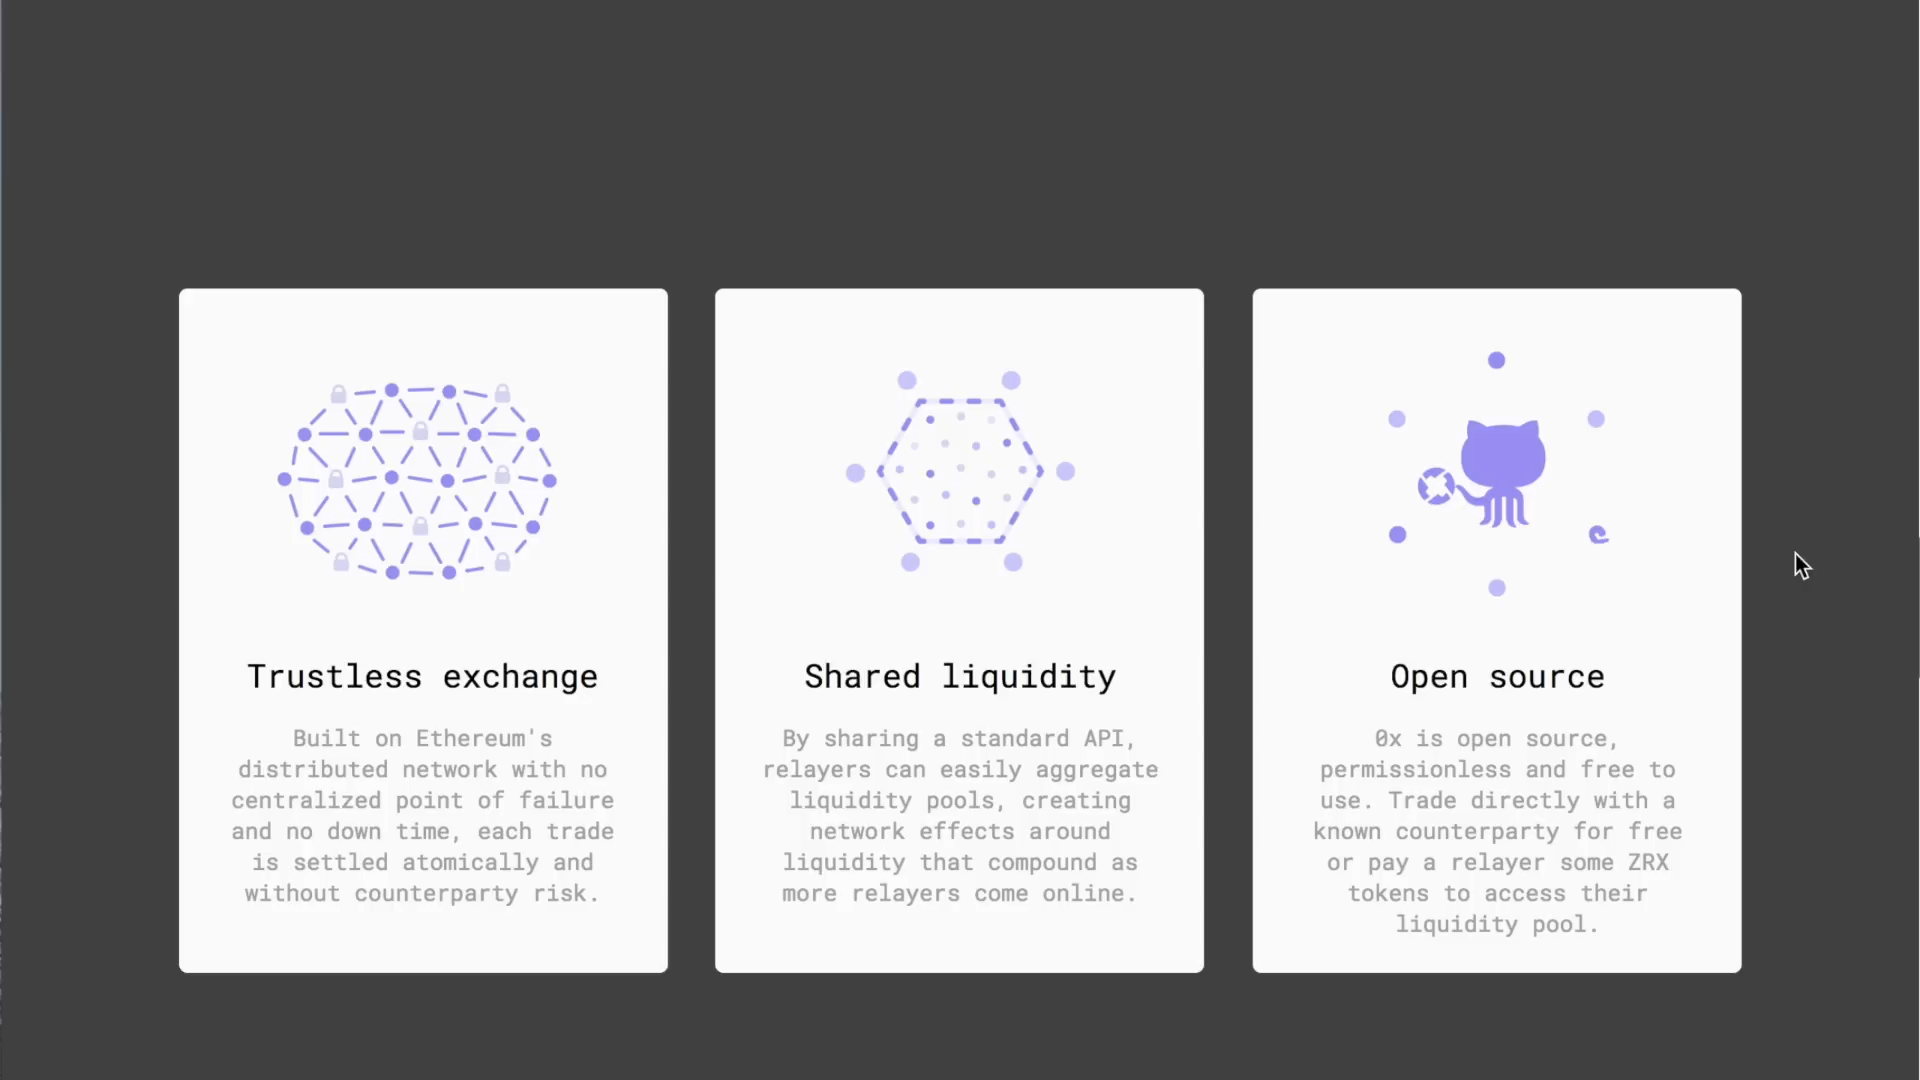 Trustless exchange
Built on Ethereum's
distributed network with no
centralized point of failure
and no down time, each trade
is settled atomically and
without counterparty risk.
Shared liquidity
By sharing a standard API,
relayers can easily aggregate
liquidity pools, creating
network effects around
liquidity that compound as
more relayers come online.
Open source
0x is open source,
permissionless and free to
use. Trade directly with a
known counterparty for free
or pay a relayer some ZRX
tokens to access their
liquidity pool.